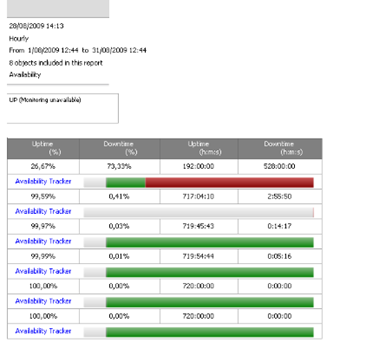 28/08/2009 14:13
Hourly
From 1/08/2009 12:44 to 31/08/2009 12:44
8 objects included in this report
Availability
UP (Monitoring unavailable)
Uptime (%) Downtime (%) Uptime (h:m:s) Downtime (h:m:s)
26,67% 73,33% 192:00:00 528:00:00
Availability Tracker
99,59% 0,41% 717:04:10 2:55:50
Availability Tracker
99,97% 0,03% 719:45:43 0:14:17
Availability Tracker
99,99% 0,01% 719:54:44 0:05:16
Availability Tracker
100,00% 0,00% 720:00:00 0:00:00
Availability Tracker
100,00% 0,00% 720:00:00 0:00:00
Availability Tracker